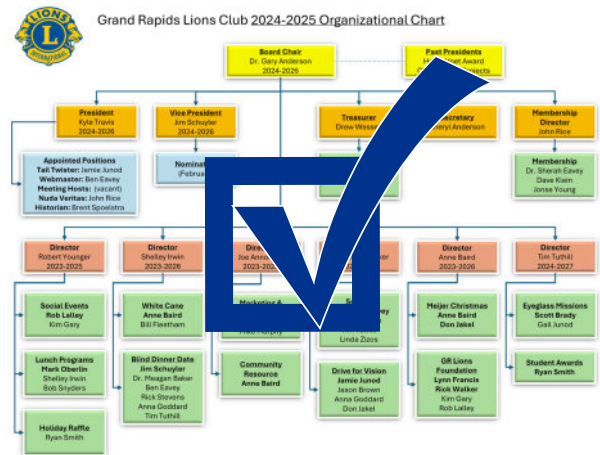 LIONS
L
INTERNATIONAL
Grand Rapids Lions Club 2024-2025 Organizational Chart
Board Chair
Dr. Gary Anderson
2024-2026
Past Presidents
President
Kyle Travis
2024-2026
Vice President
Jim Schuyler
2024-2026
Treasurer
Drew
Anderson
Membership
Director
John Rice
Appointed Positions
Tail Twister: Jamie Junod
Webmaster: Ben Eavey
Meeting Hosts: (vacant)
Nuda Veritas: John Rice
Historian: Brent Spoelstra
Membership
Dr. Sherah Eavey
Dave Klaim
Jonse Young
Director
Robert Younger
2023-2025
Director
Shelley Irwin
2023-2026
Director
Anne Baird
2023-2026
Director
Tim Tuthill
2024-2027
Social Events
Rob Lalley
Kim Gary
White Cane
Anne Baird
Bill Fleetham
Marketing &
Linda Zizos
Meijer Christmas
Anne Baird
Don Jakel
Eyeglass Missions
Scott Brady
Gail Junod
Lunch Programs
Mark Oberlin
Shelley Irwin
Bob Snyders
Blind Dinner Date
Jim Schuyler
Dr. Meagan Baker
Ben Eavey
Rick Stevens
Anna Goddard
Tim Tuthill
Community
Resource
Anne Baird
Drive for Vision
Jamie Junod
Jaxon Brown
Anna Goddard
Don Jakel
GR Lions
Foundation
Lynn Francis
Rick Walker
Kim Gary
Rob Lalley
Student Awards
Ryan Smith
Holiday Raffle
Ryan Smith